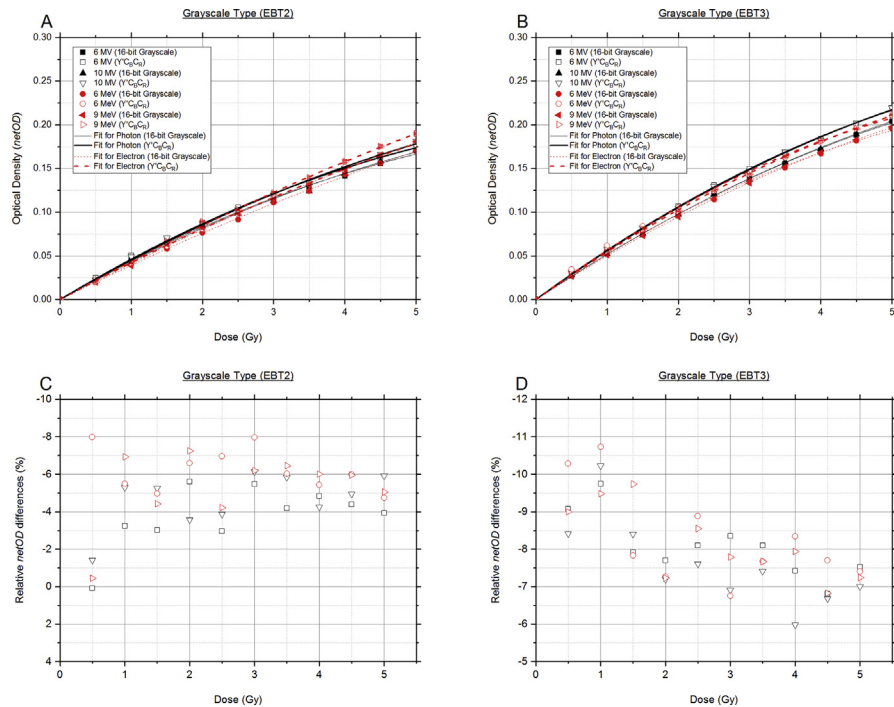 A
Grayscale Type (EBT2)
0.30
0.25
0.20
0.15
0.10
0.05
0.00
Optical Density (netOD)
6 MV (16-bit Grayscale)
6 MV (Y'CBCR)
10 MV (16-bit Grayscale)
10 MV (Y'CBCR)
6 MeV (16-bit Grayscale)
6 MeV (Y'CBCR)
9 MeV (16-bit Grayscale)
9 MeV (Y'CBCR)
Fit for Photon (16-bit Grayscale)
Fit for Photon (Y'CBCR)
Fit for Electron (16-bit Grayscale)
Fit for Electron (Y'CBCR)
0 1 2 3 4 5
Dose (Gy)
B
Grayscale Type (EBT3)
0.30
0.25
0.20
0.15
0.10
0.05
0.00
Optical Density (netOD)
6 MV (16-bit Grayscale)
6 MV (Y'CBCR)
10 MV (16-bit Grayscale)
10 MV (Y'CBCR)
6 MeV (16-bit Grayscale)
6 MeV (Y'CBCR)
9 MeV (16-bit Grayscale)
9 MeV (Y'CBCR)
Fit for Photon (16-bit Grayscale)
Fit for Photon (Y'CBCR)
Fit for Electron (16-bit Grayscale)
Fit for Electron (Y'CBCR)
0 1 2 3 4 5
Dose (Gy)
C
Grayscale Type (EBT2)
-10
-8
-6
-4
-2
0
2
4
Relative netOD differences (%)
0 1 2 3 4 5
Dose (Gy)
D
Grayscale Type (EBT3)
-12
-11
-10
-9
-8
-7
-6
-5
Relative netOD differences (%)
0 1 2 3 4 5
Dose (Gy)